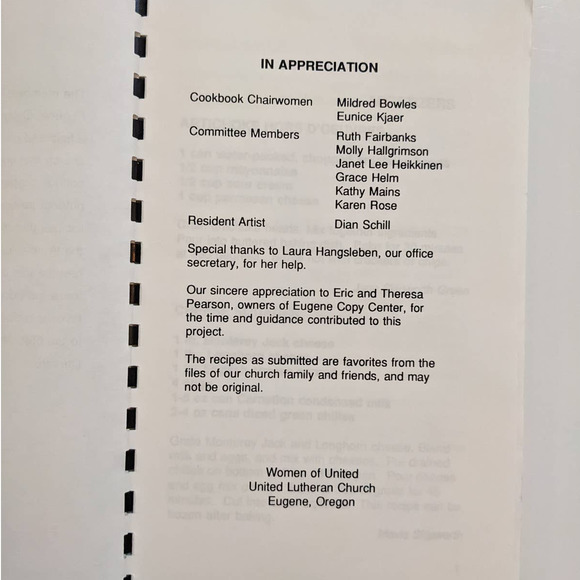 IN APPRECIATION
Cookbook Chairwomen Mildred Bowles
Eunice Kjaer
Committee Members Ruth Fairbanks
Molly Hallgrimson
Janet Lee Heikkinen
Grace Helm
Kathy Mains
Karen Rose
Resident Artist Dian Schill
Special thanks to Laura Hangsleben, our office
secretary, for her help.
Our sincere appreciation to Eric and Theresa
Pearson, owners of Eugene Copy Center, for
the time and guidance contributed to this
project.
The recipes as submitted are favorites from the
files of our church family and friends, and may
not be original.
Women of United
United Lutheran Church
Eugene, Oregon